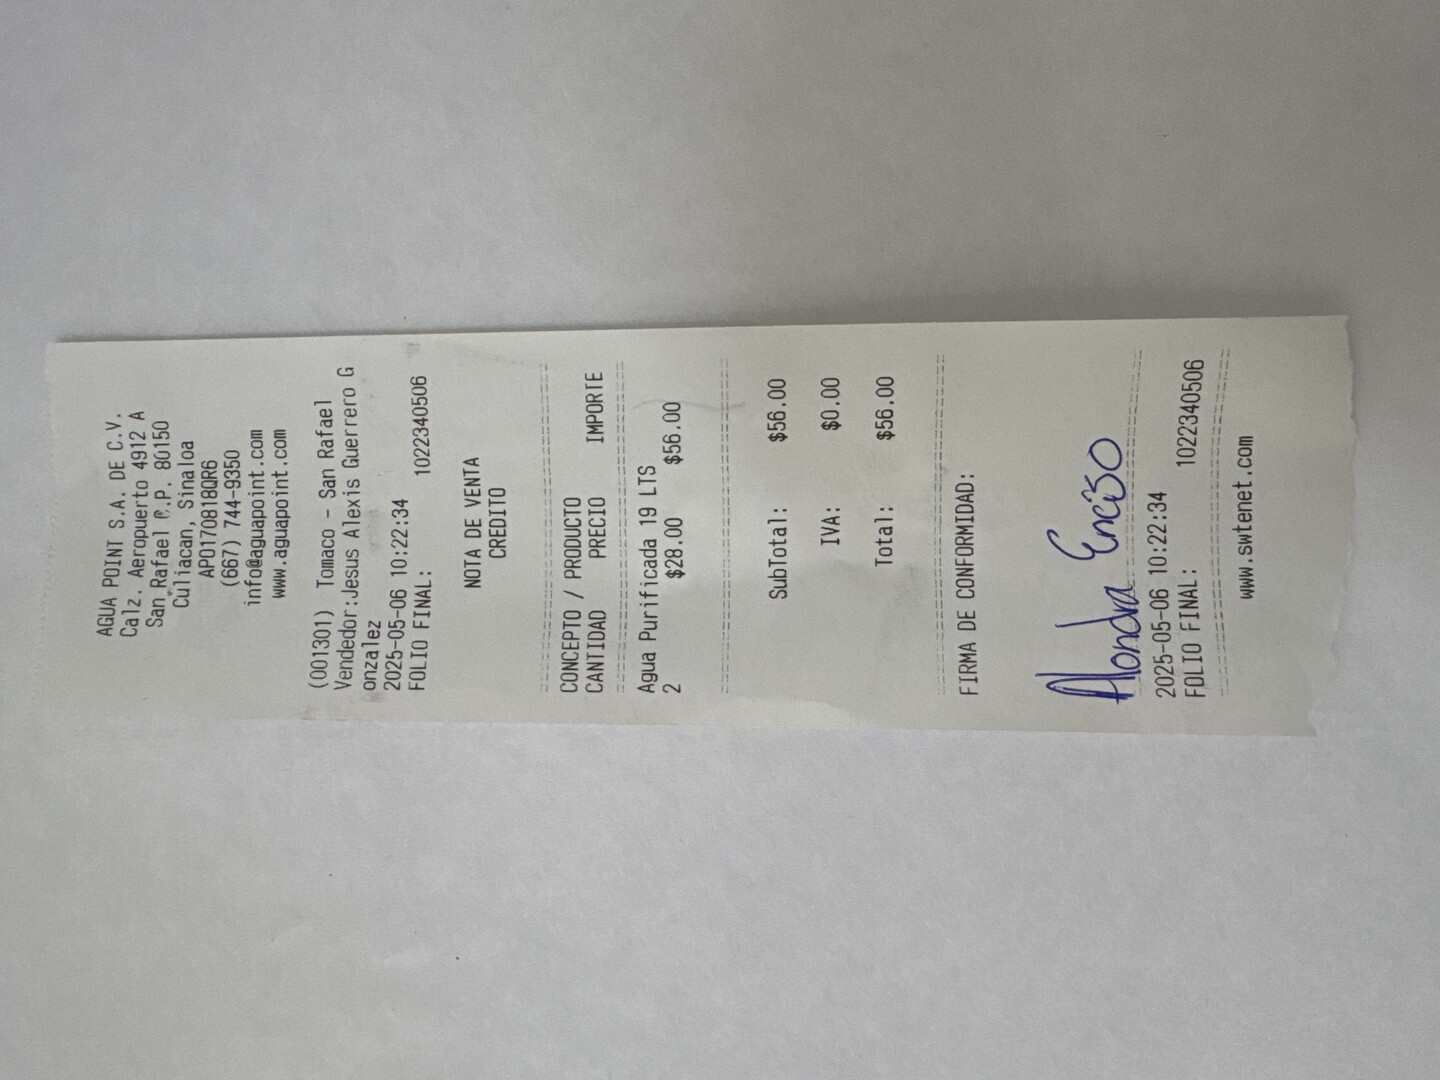 AGUA POINT S.A. DE C.V.
Calz. Aeropuerto 4912 A
San Rafael C.P. 80150
Culiacan, Sinaloa
APO170818QR6
(667) 744-9350
info@aguapoint.com
www.aguapoint.com
(001301) Tomaco - San Rafael
Vendedor:Jesus Alexis Guerrero G
onzalez
2025-05-06 10:22:34
FOLIO FINAL: 1022340506
NOTA DE VENTA
CREDITO
CONCEPTO / PRODUCTO
CANTIDAD PRECIO IMPORTE
Agua Purificada 19 LTS
2 $28.00 $56.00
SubTotal: $56.00
IVA: $0.00
Total: $56.00
FIRMA DE CONFORMIDAD:
Alondra Enciso
2025-05-06 10:22:34
FOLIO FINAL: 1022340506
www.swtenet.com